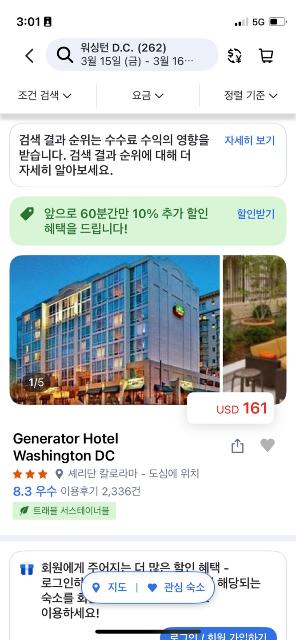 3:01
5G
워싱턴 D.C. (262)
3월 15일 (금) - 3월 16…
조건 검색
요금
정렬 기준
검색 결과 순위는 수수료 수익의 영향을
자세히 보기
받습니다. 검색 결과 순위에 대해 더
자세히 알아보세요.
앞으로 60분간만 10% 추가 할인
할인받기
혜택을 드립니다!
1/5
USD 161
Generator Hotel
Washington DC
셰리단 칼로라마 - 도심에 위치
8.3 우수 이용후기 2,336건
트래블 서스테이너블
회원에게 주어지는 더 많은 할인 혜택 -
로그인하
해당되는
지도
관심 숙소
숙소를
이용하세요!
로그인 / 회원 가입하기